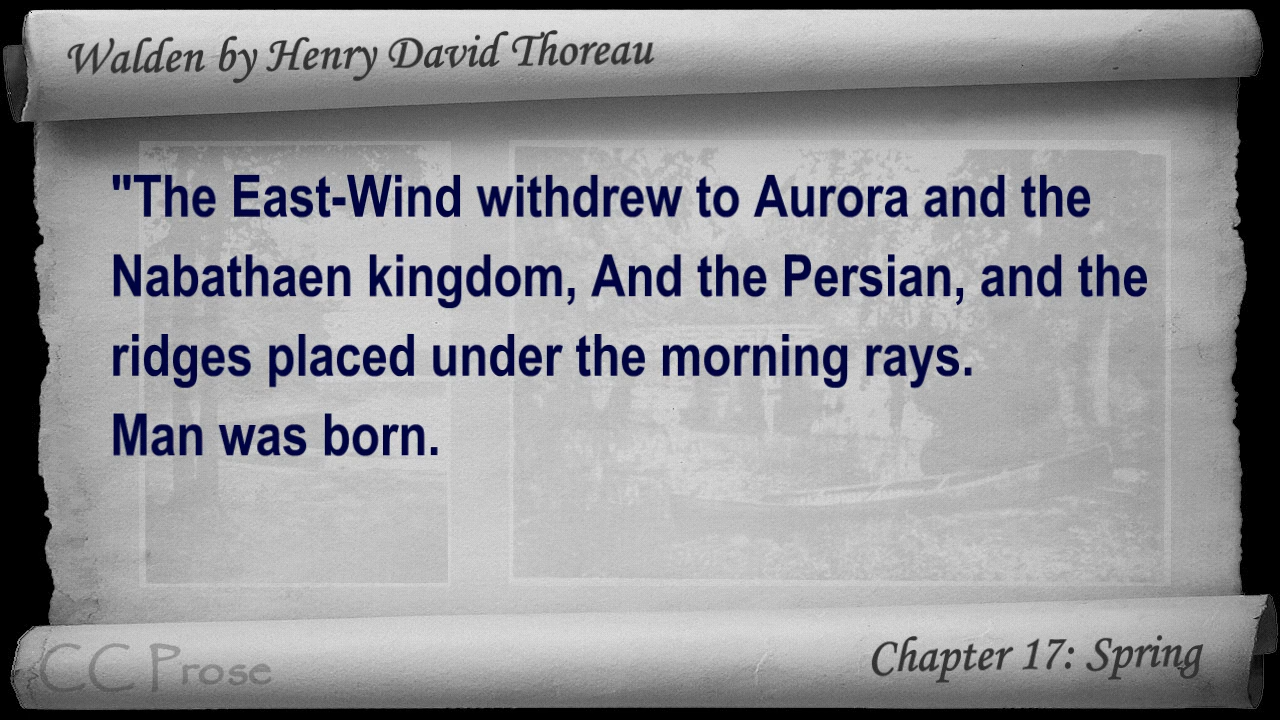 Walden by Henry David Thoreau
"The East-Wind withdrew to Aurora and the
Nabathaen kingdom, And the Persian, and the
ridges placed under the morning rays.
Man was born.
CC Prose
Chapter 17: Spring